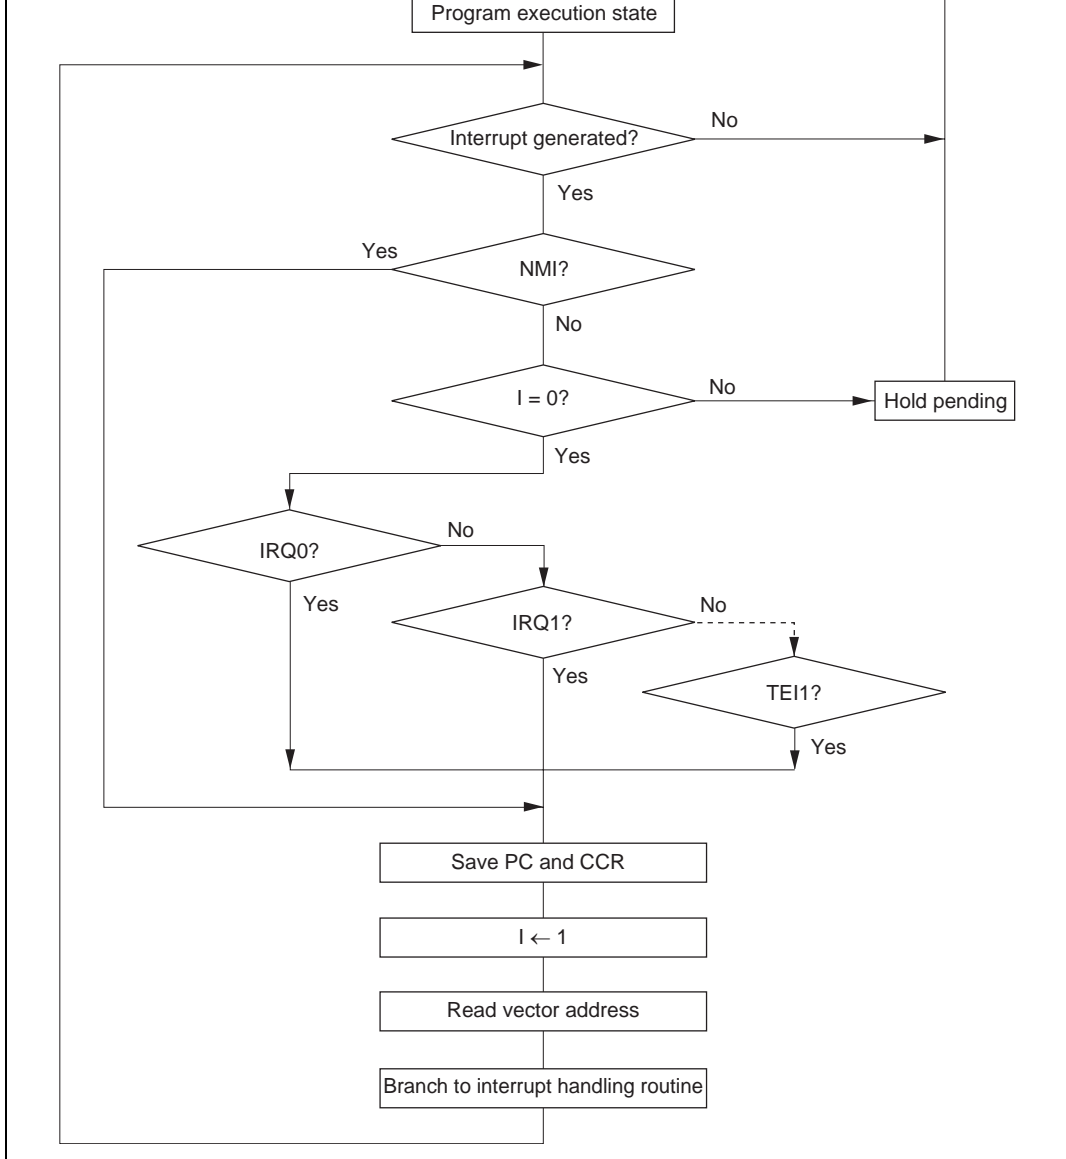 Program execution state
Interrupt generated?
No
Yes
Yes
NMI?
No
I = 0?
No
Hold pending
Yes
IRQ0?
No
Yes
IRQ1?
No
Yes
TEI1?
Yes
Save PC and CCR
I ← 1
Read vector address
Branch to interrupt handling routine